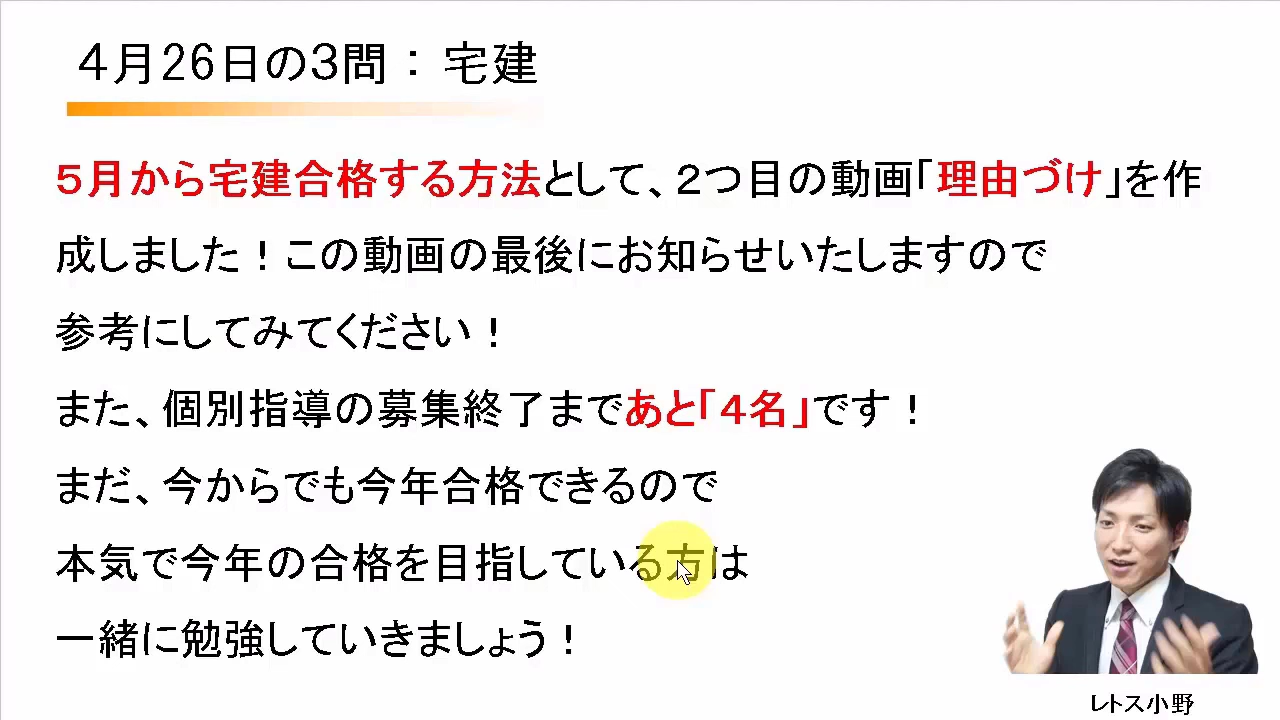 ４月26日の３問： 宅建
５月から宅建合格する方法として、２つ目の動画「理由づけ」を作
成しました！この動画の最後にお知らせいたしますので
参考にしてみてください！
また、個別指導の募集終了まであと「４名」です！
まだ、今からでも今年合格できるので
本気で今年の合格を目指している方は
一緒に勉強していきましょう！
レトス小野